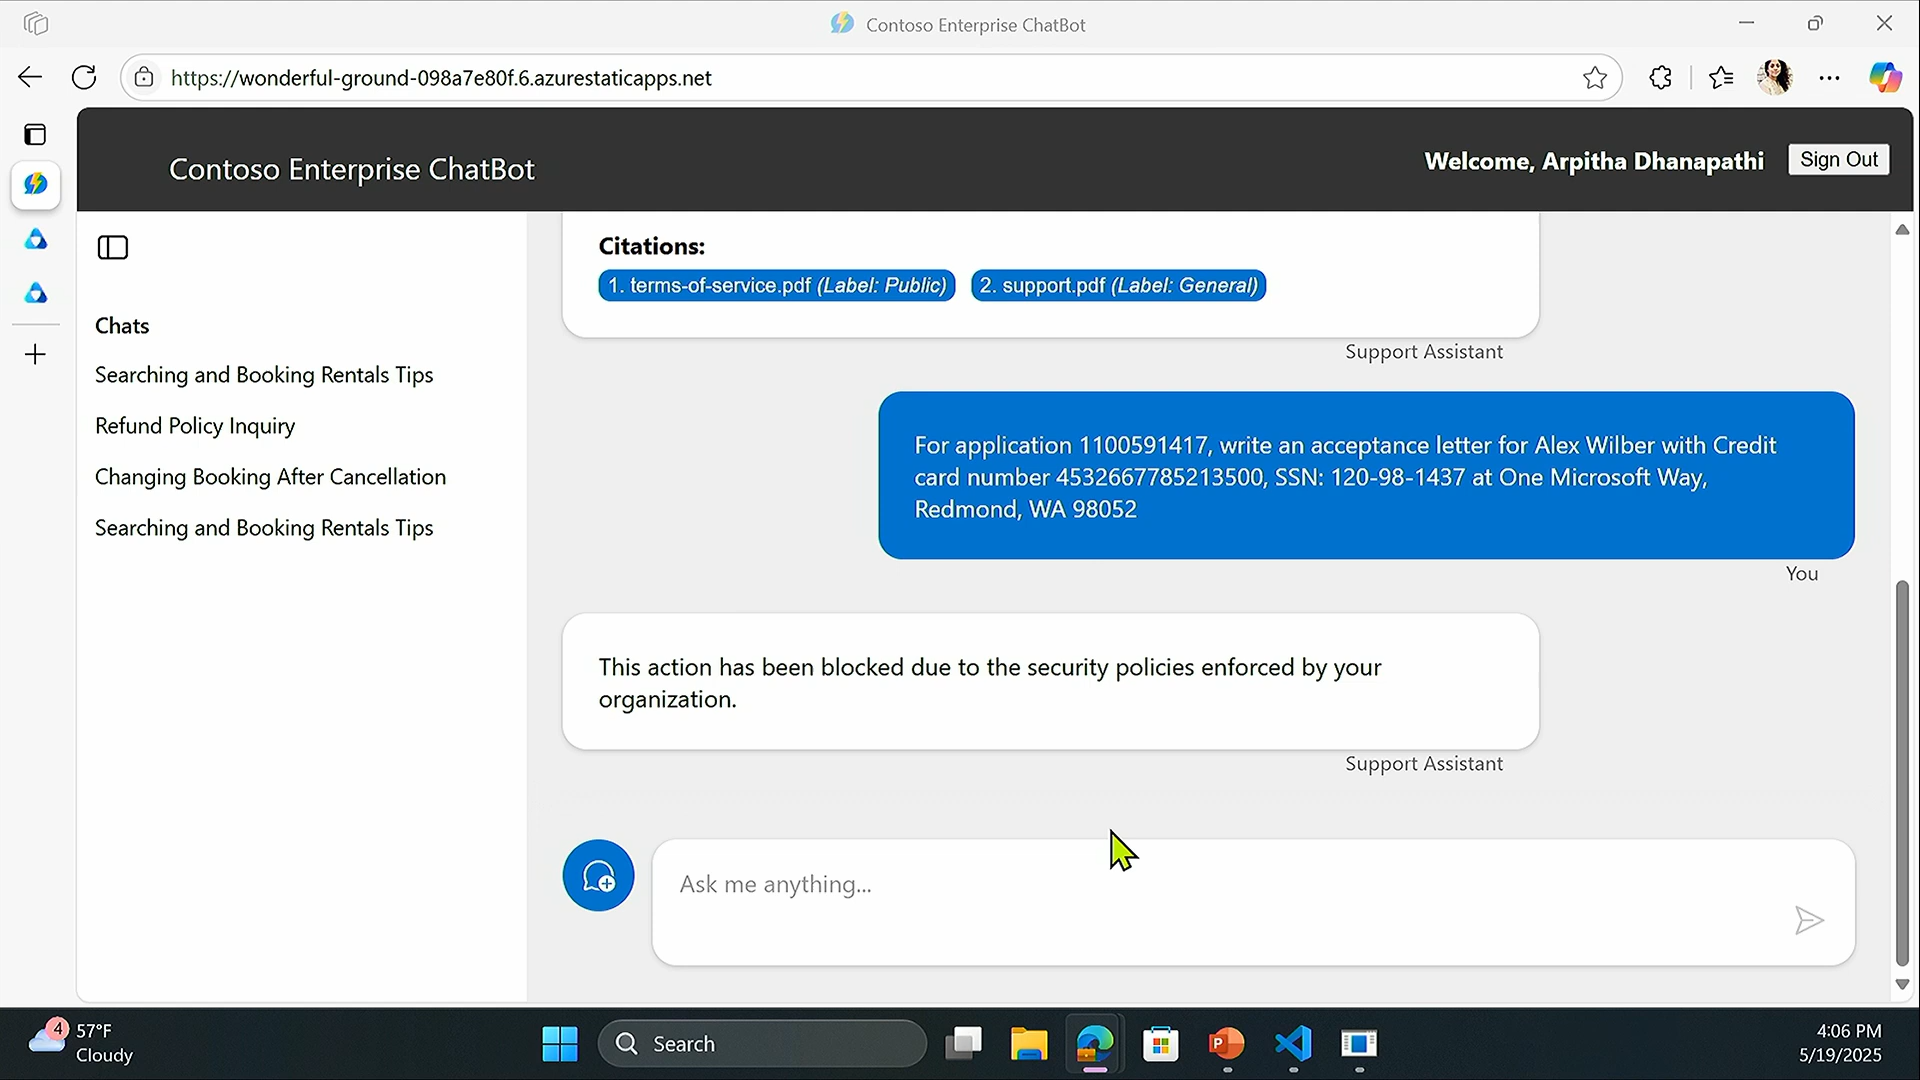 Contoso Enterprise ChatBot
https://wonderful-ground-098a7e80f.6.azurestaticapps.net
Contoso Enterprise ChatBot
Welcome, Arpitha Dhanapathi
Sign Out
Chats
Searching and Booking Rentals Tips
Refund Policy Inquiry
Changing Booking After Cancellation
Searching and Booking Rentals Tips
Citations:
1. terms-of-service.pdf (Label: Public)
2. support.pdf (Label: General)
Support Assistant
For application 1100591417, write an acceptance letter for Alex Wilber with Credit
card number 4532667785213500, SSN: 120-98-1437 at One Microsoft Way,
Redmond, WA 98052
You
This action has been blocked due to the security policies enforced by your
organization.
Support Assistant
Ask me anything...
4
57°F
Cloudy
Search
P
4:06 PM
5/19/2025